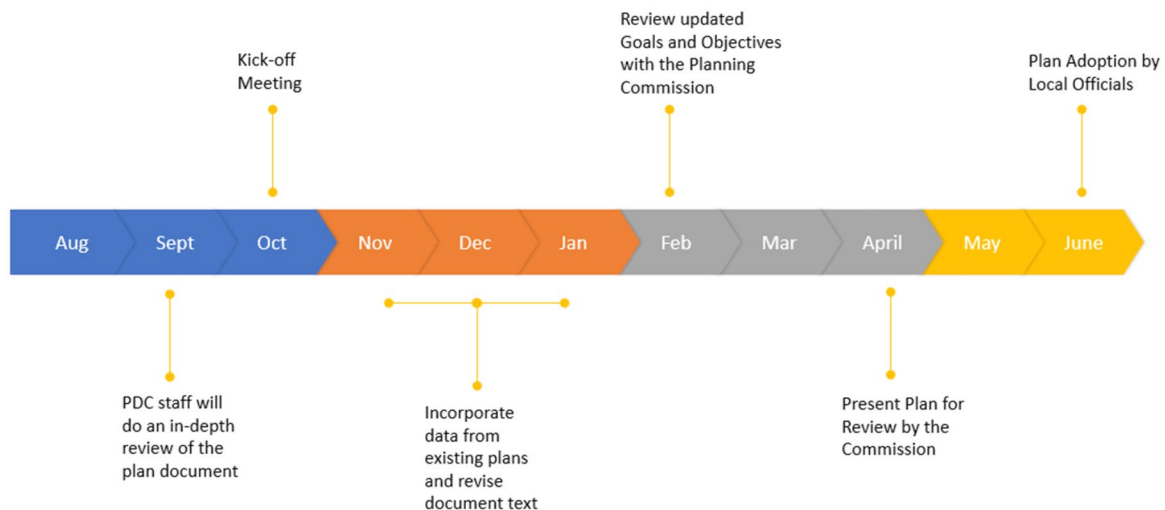 Kick-off
Meeting
Review updated
Goals and Objectives
with the Planning
Commission
Plan Adoption by
Local Officials
Aug
Sept
Oct
Nov
Dec
Jan
Feb
Mar
April
May
June
PDC staff will
do an in-depth
review of the
plan document
Incorporate
data from
existing plans
and revise
document text
Present Plan for
Review by the
Commission